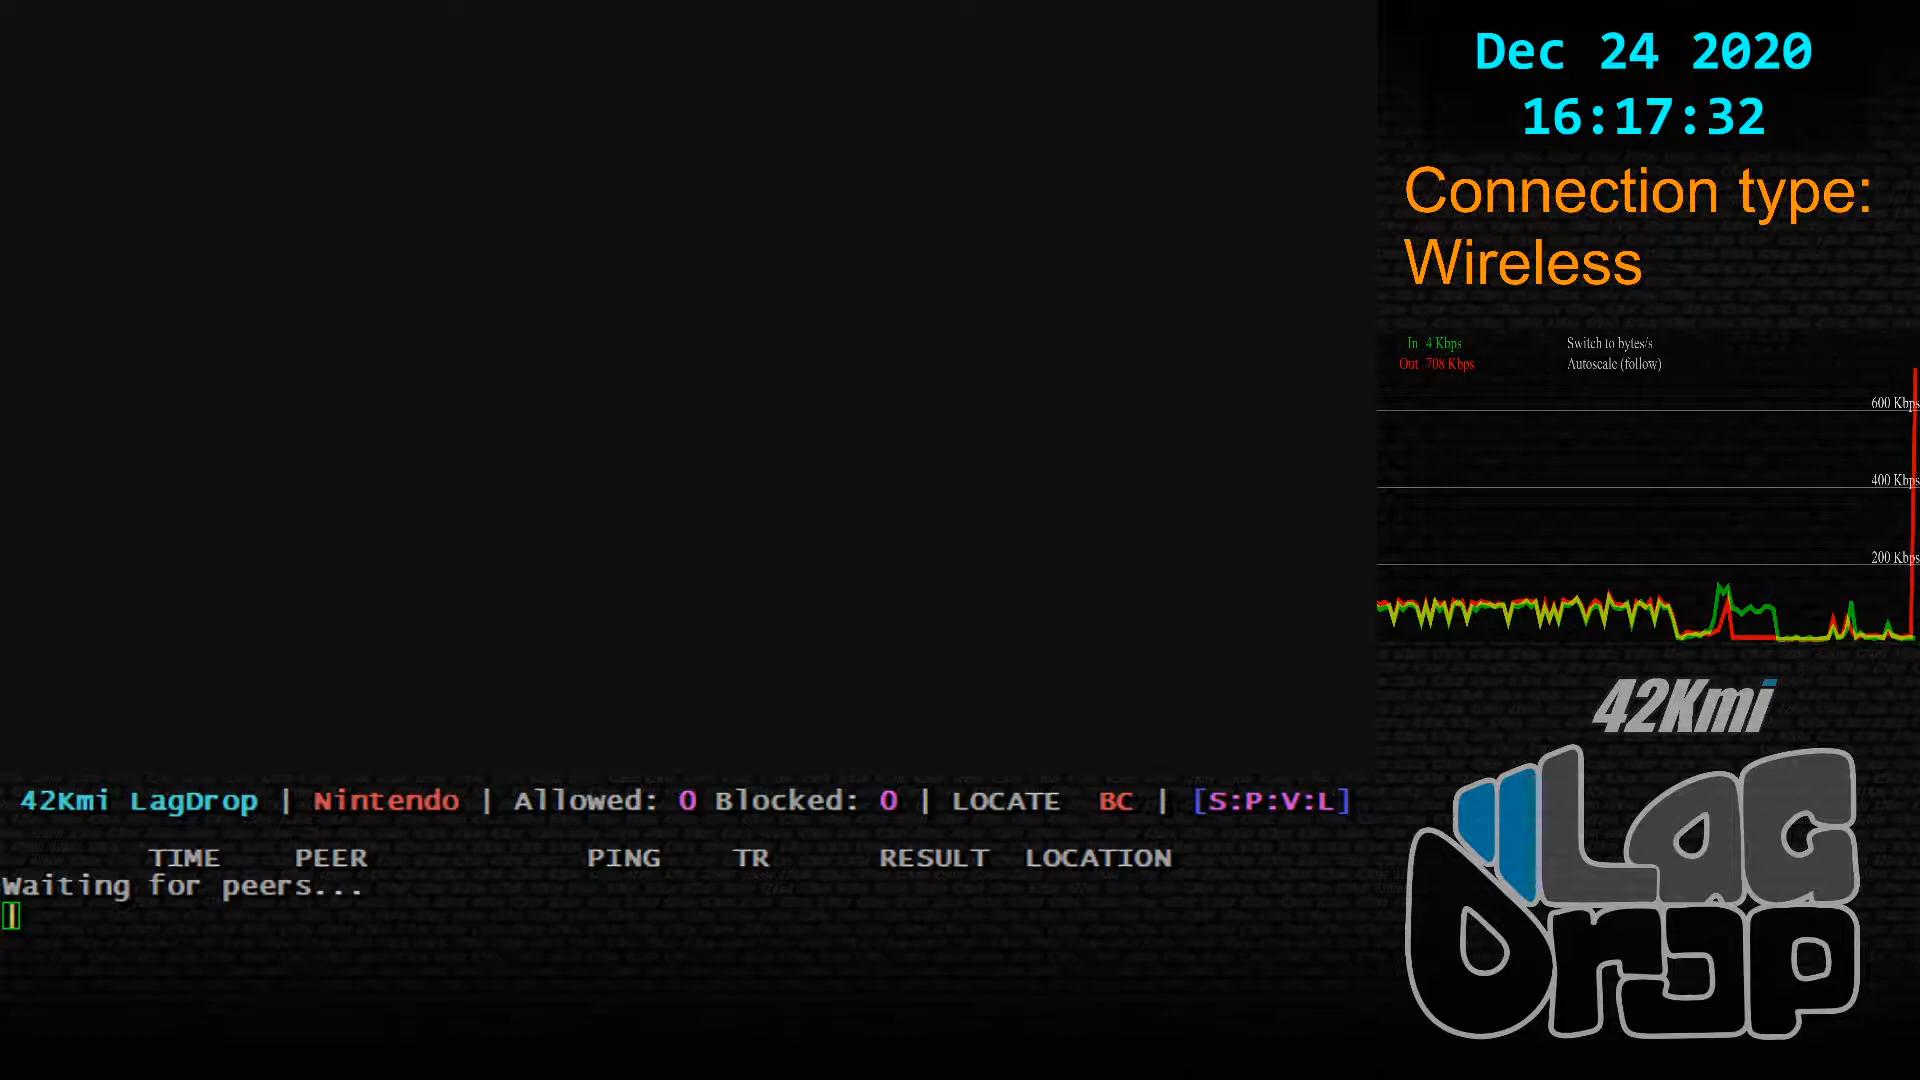 Dec 24 2020
16:17:32
Connection type:
Wireless
In 4 Kbps
Switch to bytes/s
Out 708 Kbps
Autoscale (follow)
600 Kbps
400 Kbps
200 Kbps
42Kmi
LAG
Drop
42Kmi LagDrop | Nintendo | Allowed: 0 Blocked: 0 | LOCATE BC | [S:P:V:L]
TIME PEER PING TR RESULT LOCATION
Waiting for peers...